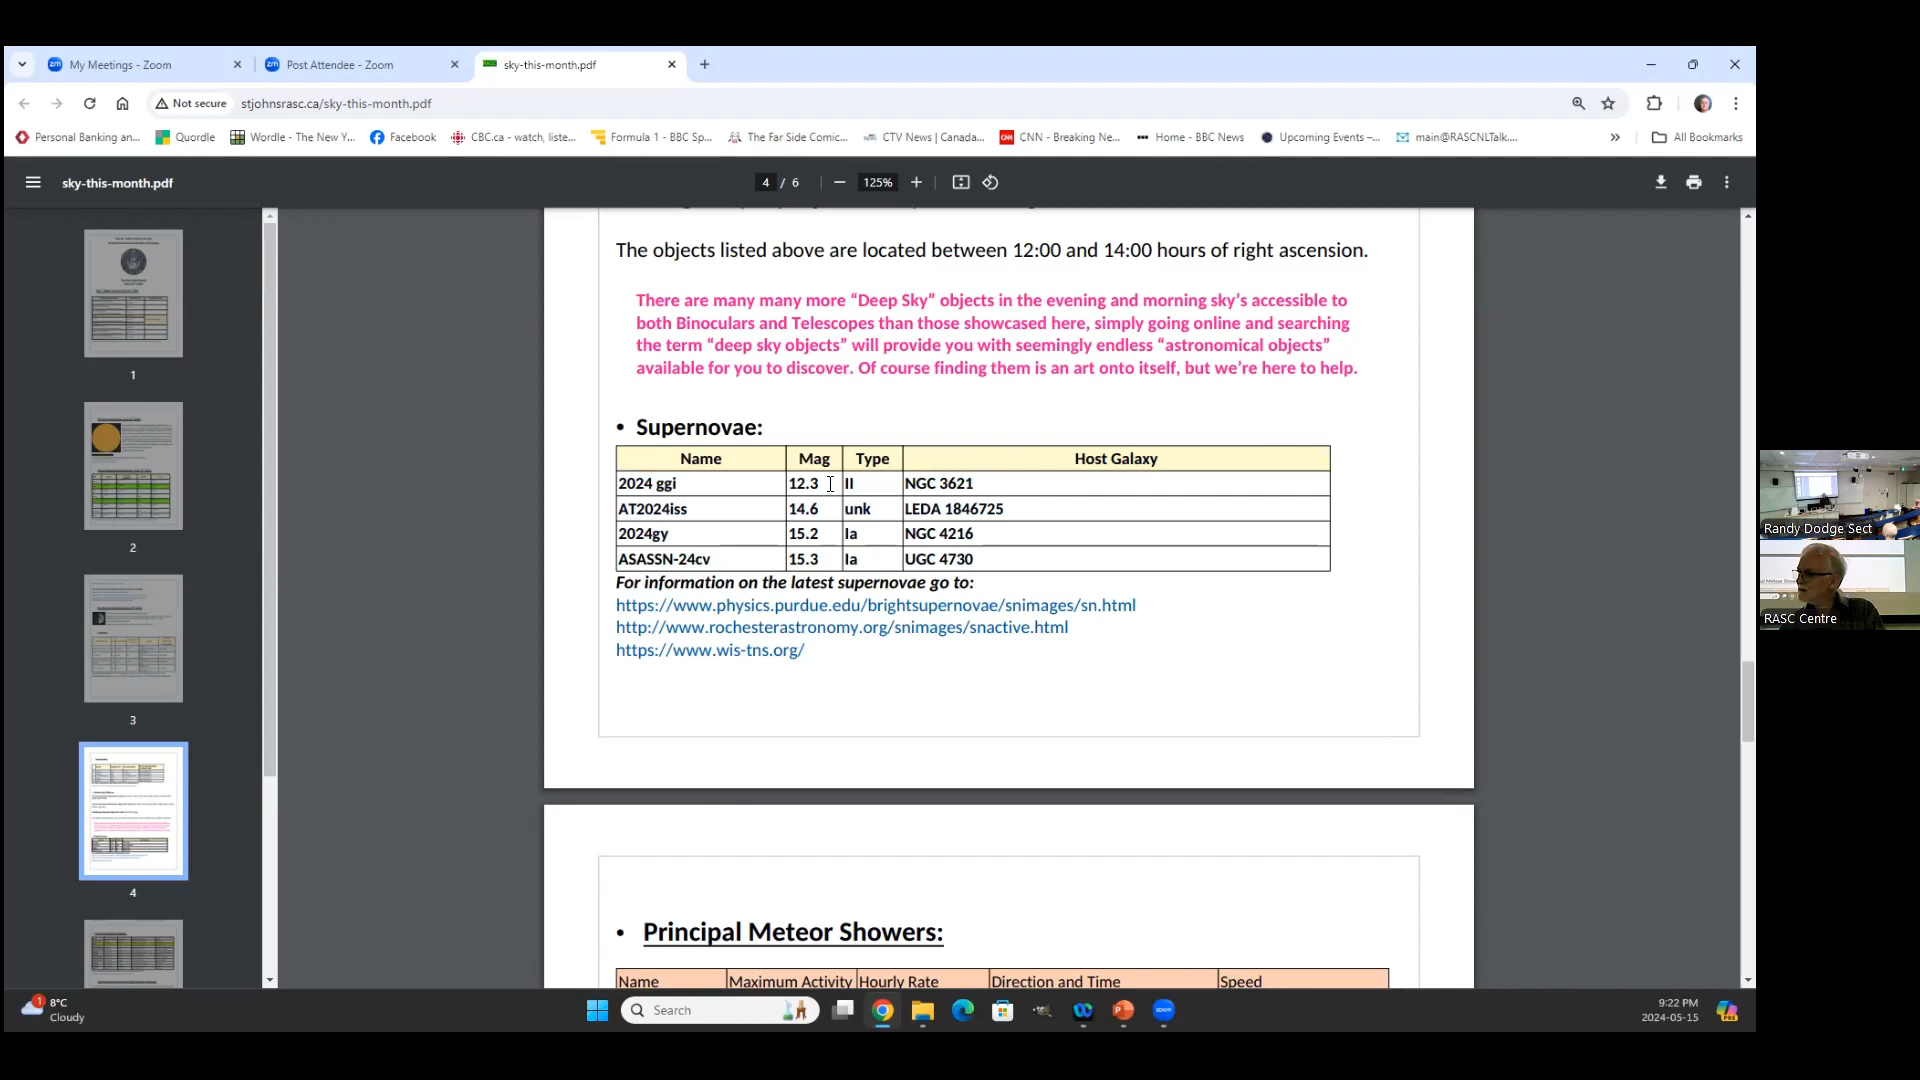 My Meetings - Zoom
Post Attendee - Zoom
sky-this-month.pdf
Not secure
stjohnsrasc.ca/sky-this-month.pdf
Personal Banking an...
Quordle
Wordle - The New Y...
Facebook
CBC.ca - watch, liste...
Formula 1 - BBC Sp...
The Far Side Comic...
CTV News | Canada...
CNN - Breaking Ne...
Home - BBC News
Upcoming Events –...
main@RASCNLTalk....
All Bookmarks
sky-this-month.pdf
4 / 6
125%
1
2
3
4
The objects listed above are located between 12:00 and 14:00 hours of right ascension.
There are many many more “Deep Sky” objects in the evening and morning sky’s accessible to
both Binoculars and Telescopes than those showcased here, simply going online and searching
the term “deep sky objects” will provide you with seemingly endless “astronomical objects”
available for you to discover. Of course finding them is an art onto itself, but we’re here to help.
• Supernovae:
Name Mag Type Host Galaxy
2024 ggi 12.3 II NGC 3621
AT2024iss 14.6 unk LEDA 1846725
2024gy 15.2 Ia NGC 4216
ASASSN-24cv 15.3 Ia UGC 4730
For information on the latest supernovae go to:
https://www.physics.purdue.edu/brightsupernovae/snimages/sn.html
http://www.rochesterastronomy.org/snimages/snactive.html
https://www.wis-tns.org/
• Principal Meteor Showers:
Name Maximum Activity Hourly Rate Direction and Time Speed
Randy Dodge Sect
RASC Centre
1
8°C
Cloudy
Search
9:22 PM
2024-05-15